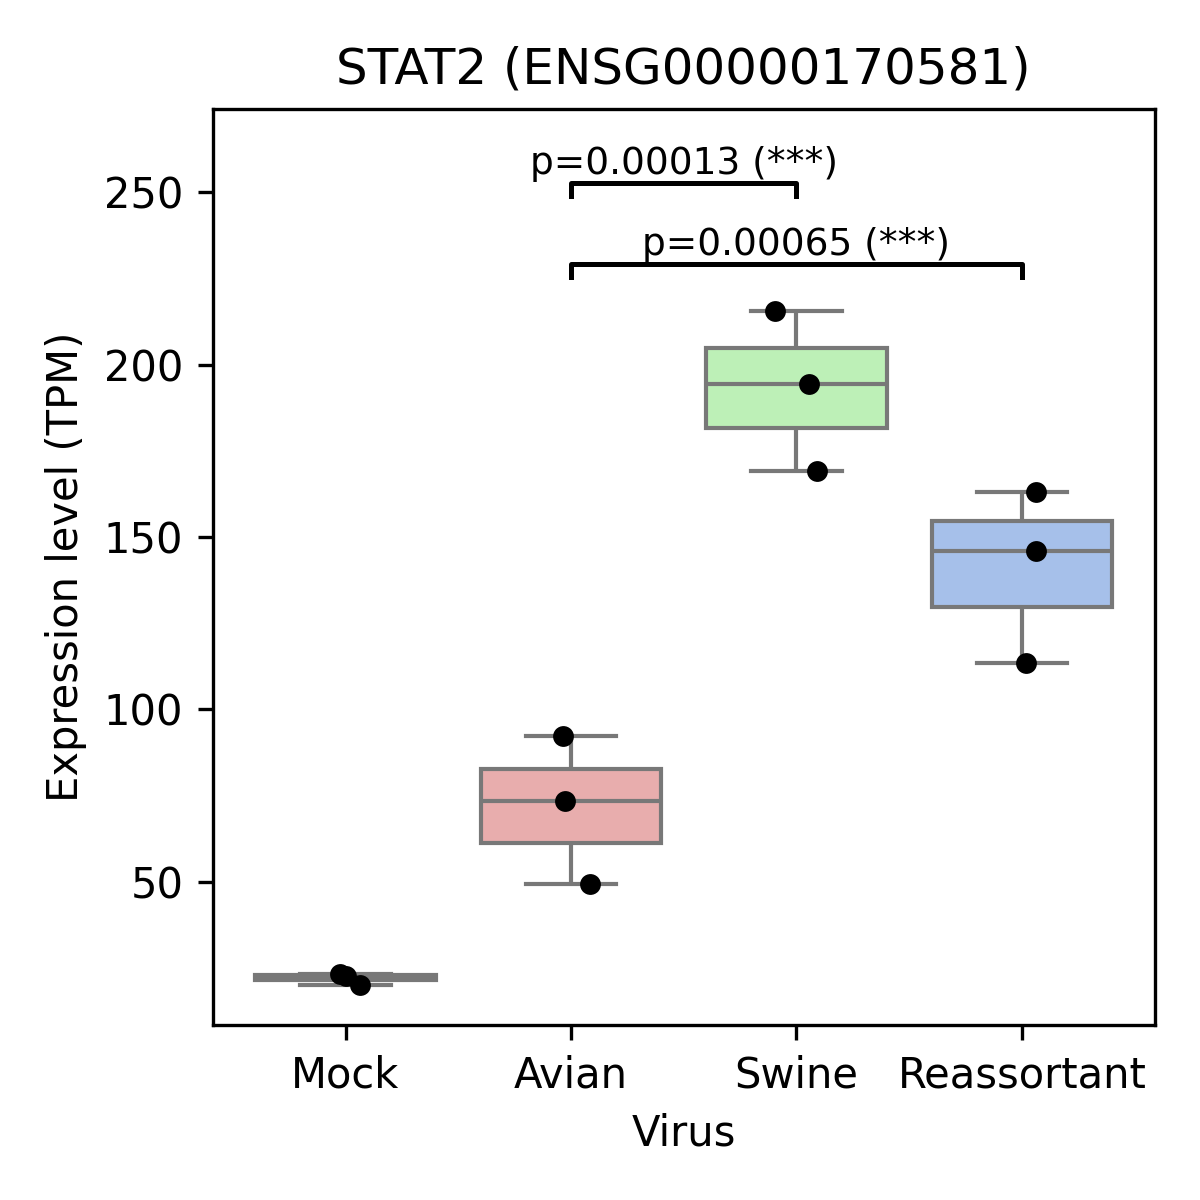 STAT2 (ENSG00000170581)
p=0.00013 (***)
p=0.00065 (***)
Expression level (TPM)
250
200
150
100
50
Mock Avian Swine Reassortant
Virus